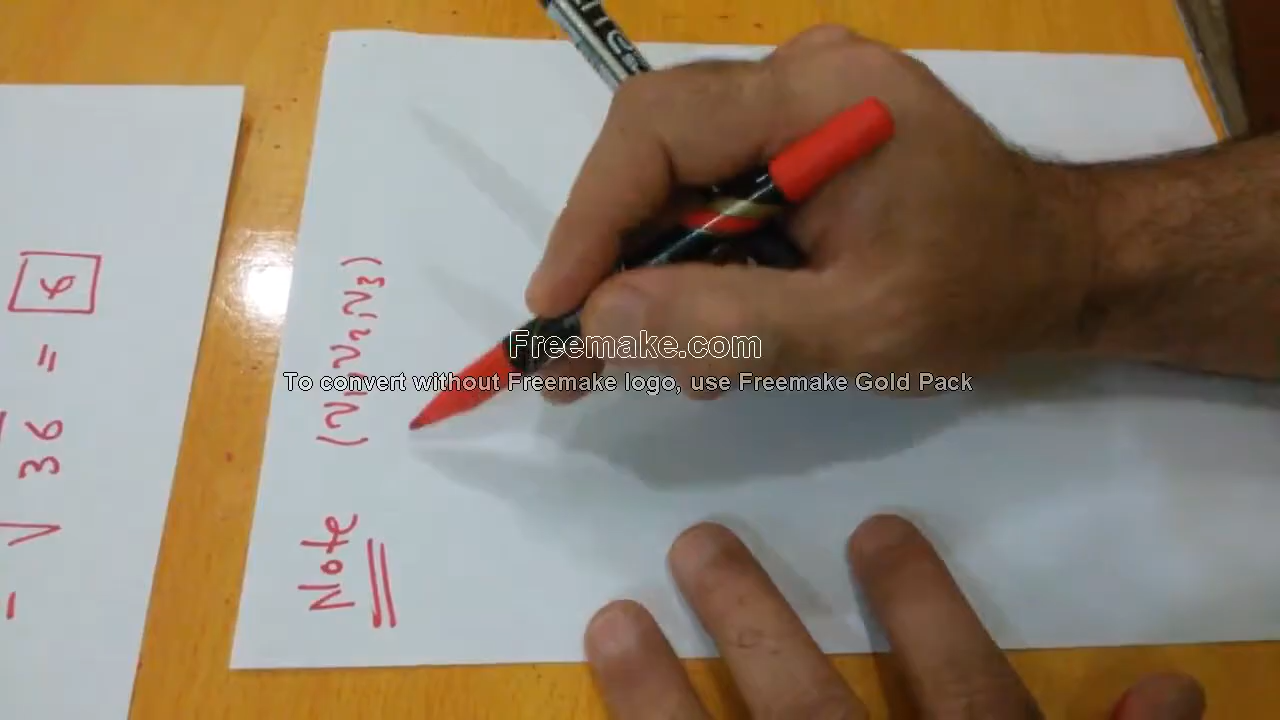 = √36 = 6
Note (v1, v2, v3)
Freemake.com
To convert without Freemake logo, use Freemake Gold Pack